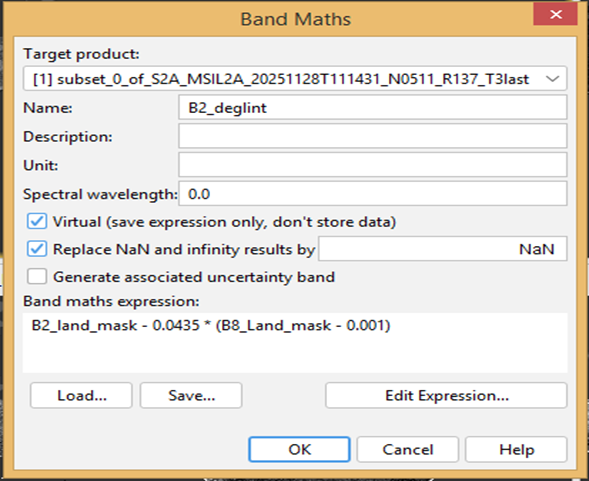 Band Maths
Target product:
[1] subset_0_of_S2A_MSIL2A_20251128T111431_N0511_R137_T3last
Name: B2_deglint
Description:
Unit:
Spectral wavelength: 0.0
Virtual (save expression only, don't store data)
Replace NaN and infinity results by NaN
Generate associated uncertainty band
Band maths expression:
B2_land_mask - 0.0435 * (B8_Land_mask - 0.001)
Load... Save... Edit Expression...
OK Cancel Help